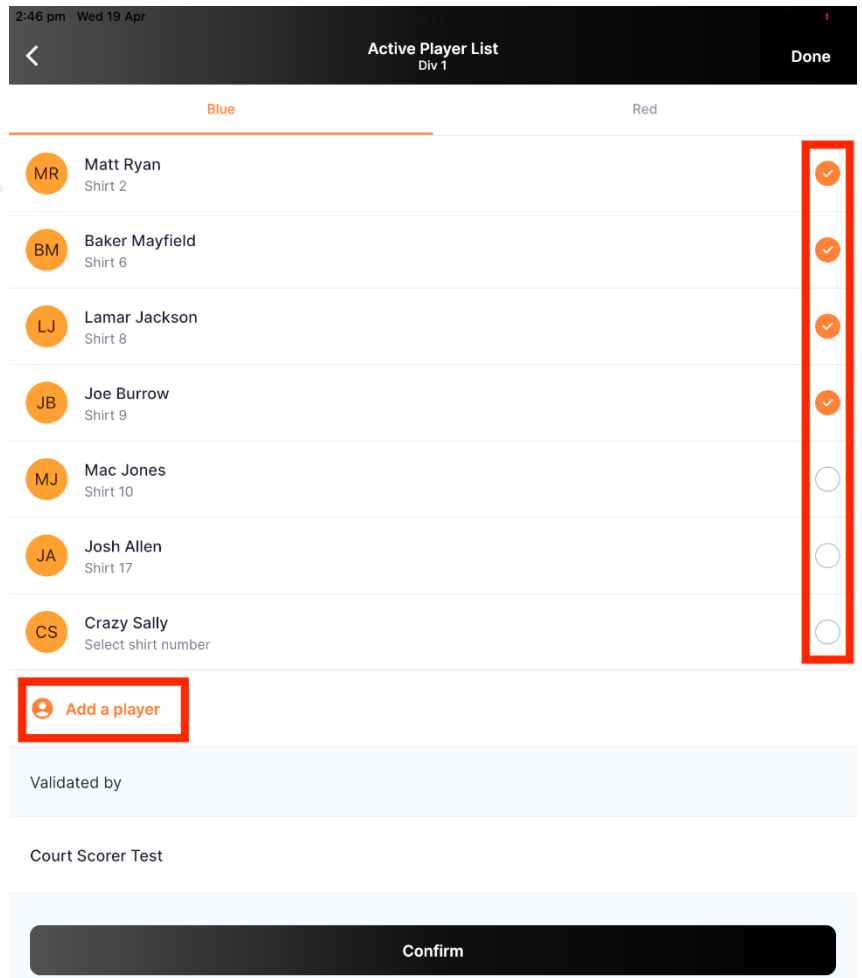 2:46 pm Wed 19 Apr
Active Player List
Div 1
Done
Blue
Red
MR
Matt Ryan
Shirt 2
BM
Baker Mayfield
Shirt 6
LJ
Lamar Jackson
Shirt 8
JB
Joe Burrow
Shirt 9
MJ
Mac Jones
Shirt 10
JA
Josh Allen
Shirt 17
CS
Crazy Sally
Select shirt number
Add a player
Validated by
Court Scorer Test
Confirm